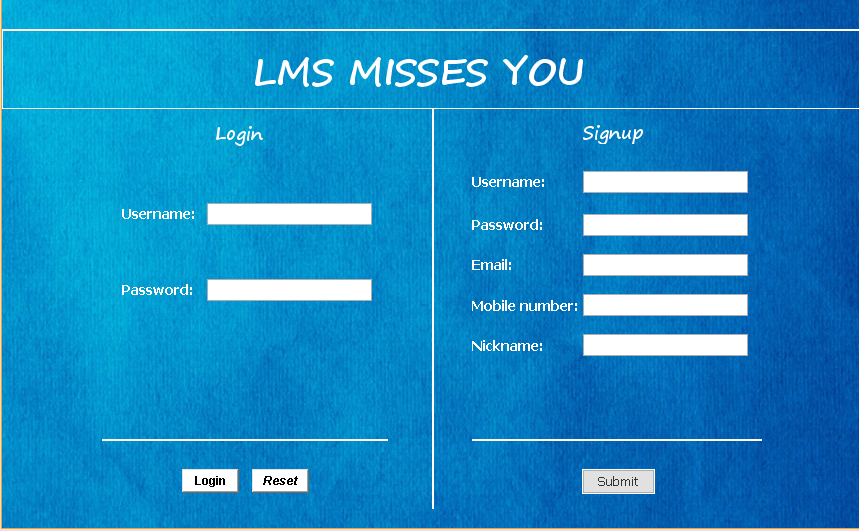 LMS MISSES YOU
Login
Username:
Password:
Login Reset
Signup
Username:
Password:
Email:
Mobile number:
Nickname:
Submit